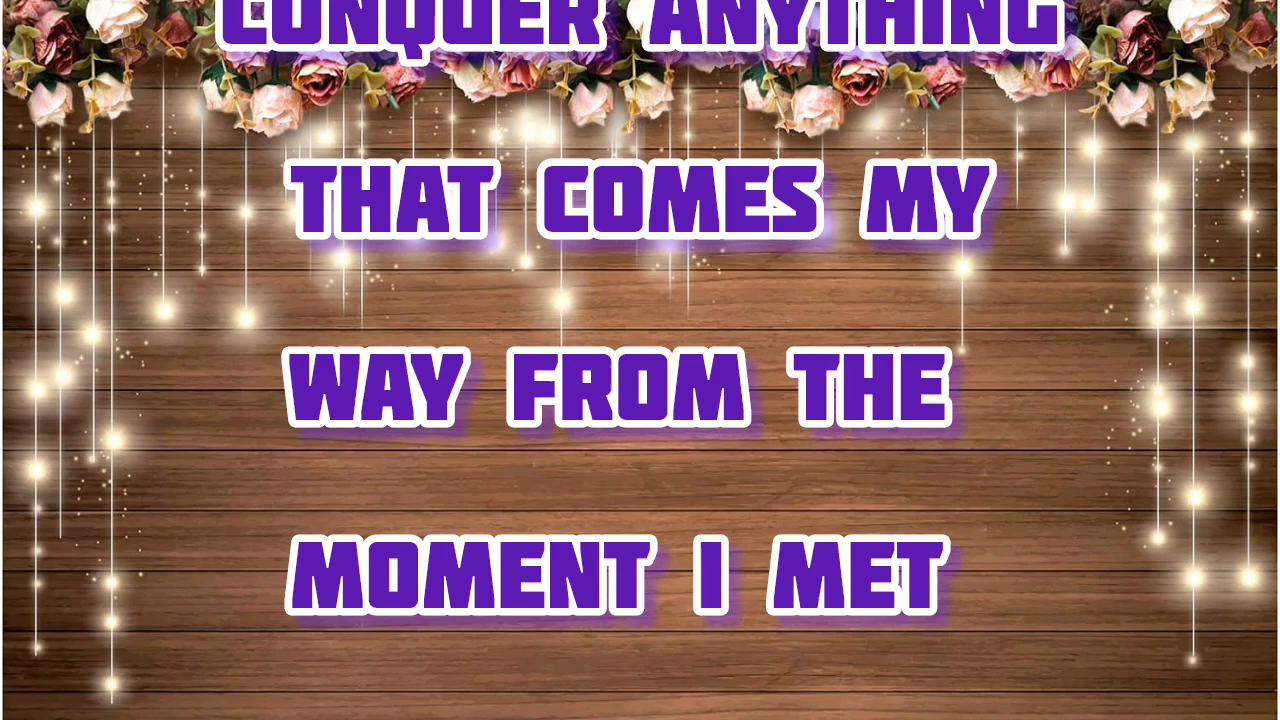 CONQUER ANYTHING
THAT COMES MY
WAY FROM THE
MOMENT I MET